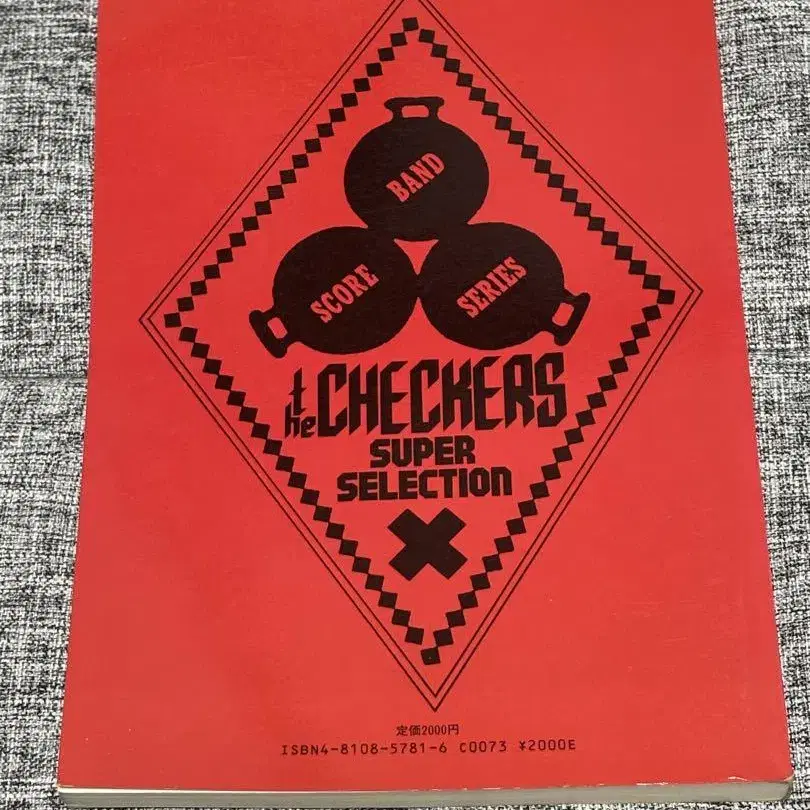 BAND
SCORE
SERIES
the CHECKERS
SUPER
SELECTION
定価2000円
ISBN4-8108-5781-6 C0073 ¥2000E